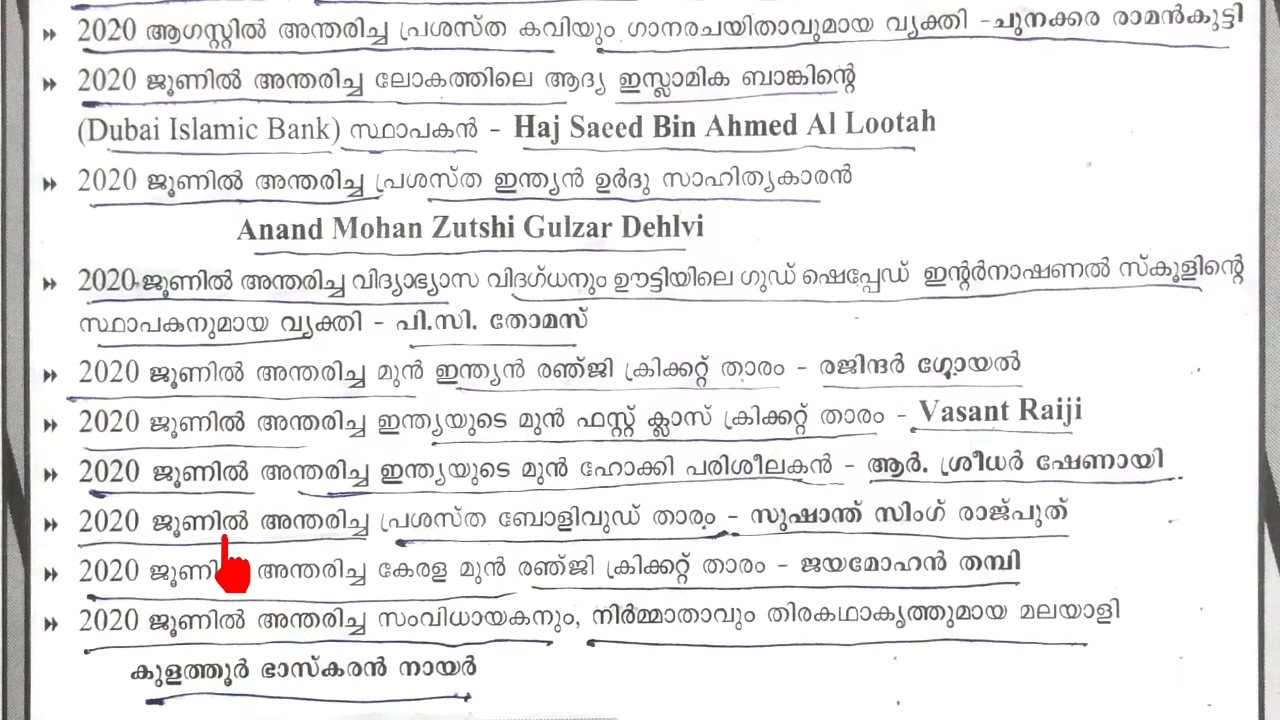 2020 ആഗസ്റ്റിൽ അന്തരിച്ച പ്രശസ്ത കവിയും ഗാനരചയിതാവുമായ വ്യക്തി - ചുനക്കര രാമൻകുട്ടി
2020 ജൂണിൽ അന്തരിച്ച ലോകത്തിലെ ആദ്യ ഇസ്ലാമിക ബാങ്കിന്റെ
(Dubai Islamic Bank) സ്ഥാപകൻ - Haj Saeed Bin Ahmed Al Lootah
2020 ജൂണിൽ അന്തരിച്ച പ്രശസ്ത ഇന്ത്യൻ ഉർദു സാഹിത്യകാരൻ
Anand Mohan Zutshi Gulzar Dehlvi
2020 ജൂണിൽ അന്തരിച്ച വിദ്യാഭ്യാസ വിദഗ്ധനും ഊട്ടിയിലെ ഗുഡ് ഷെപ്പേഡ് ഇന്റർനാഷണൽ സ്കൂളിന്റെ
സ്ഥാപകനുമായ വ്യക്തി - പി.സി. തോമസ്
2020 ജൂണിൽ അന്തരിച്ച മുൻ ഇന്ത്യൻ രഞ്ജി ക്രിക്കറ്റ് താരം - രജിന്ദർ ഗോയൽ
2020 ജൂണിൽ അന്തരിച്ച ഇന്ത്യയുടെ മുൻ ഫസ്റ്റ് ക്ലാസ് ക്രിക്കറ്റ് താരം - Vasant Raiji
2020 ജൂണിൽ അന്തരിച്ച ഇന്ത്യയുടെ മുൻ ഹോക്കി പരിശീലകൻ - ആർ. ശ്രീധർ ഷേണായി
2020 ജൂണിൽ അന്തരിച്ച പ്രശസ്ത ബോളിവുഡ് താരം - സുഷാന്ത് സിംഗ് രാജ്പുത്
2020 ജൂണിൽ അന്തരിച്ച കേരള മുൻ രഞ്ജി ക്രിക്കറ്റ് താരം - ജയമോഹൻ തമ്പി
2020 ജൂണിൽ അന്തരിച്ച സംവിധായകനും, നിർമ്മാതാവും തിരകഥാകൃത്തുമായ മലയാളി
കുളത്തൂർ ഭാസ്കരൻ നായർ